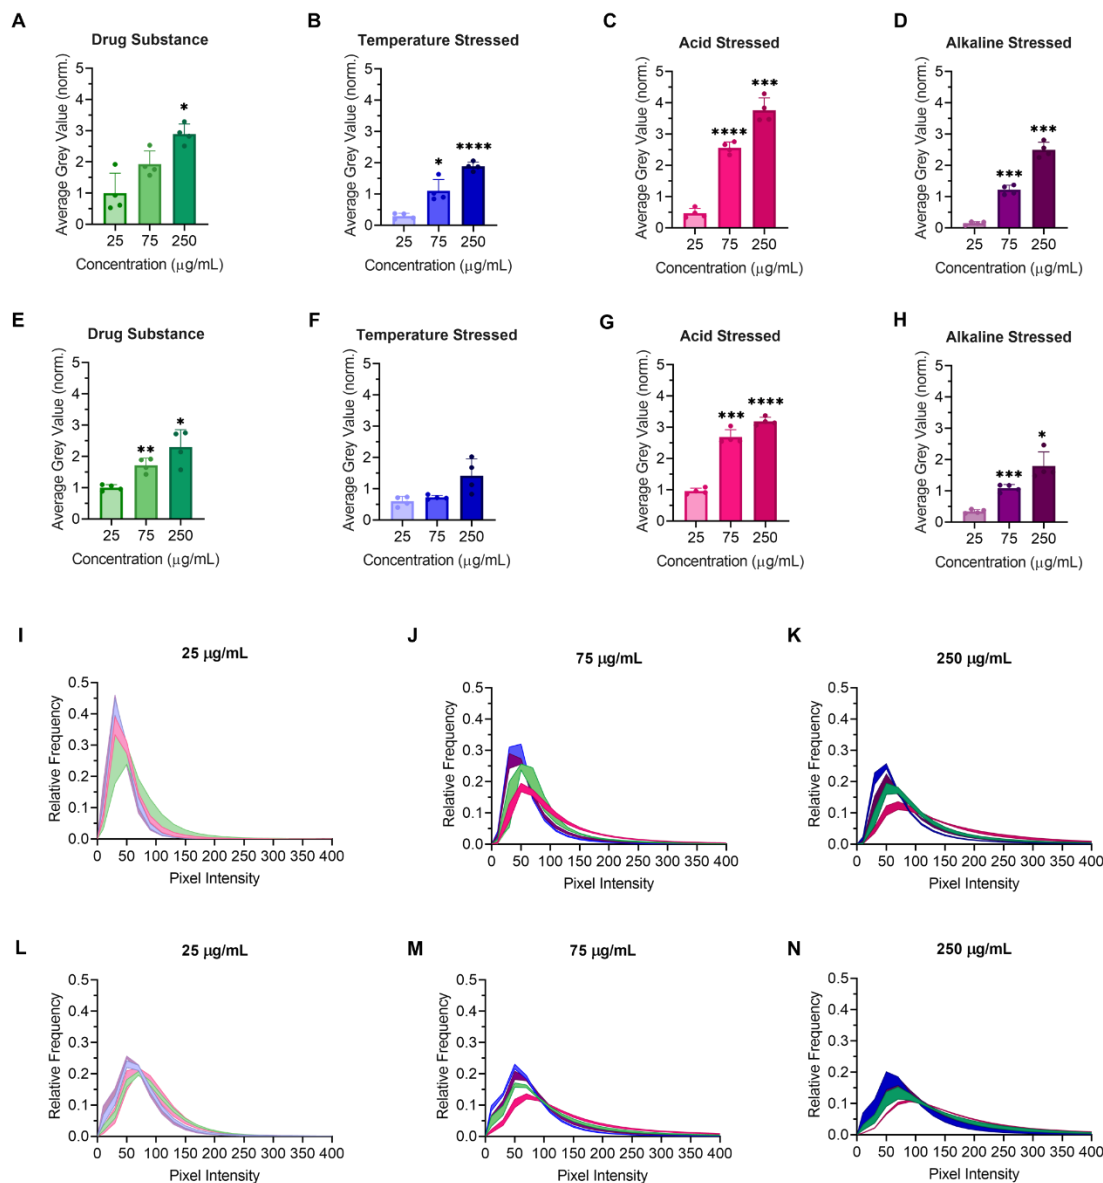 A
Drug Substance
Average Grey Value (norm.)
5
4
3
2
1
0
*
25 75 250
Concentration (μg/mL)
B
Temperature Stressed
Average Grey Value (norm.)
5
4
3
2
1
0
* ****
25 75 250
Concentration (μg/mL)
C
Acid Stressed
Average Grey Value (norm.)
5
4
3
2
1
0
**** ***
25 75 250
Concentration (μg/mL)
D
Alkaline Stressed
Average Grey Value (norm.)
5
4
3
2
1
0
*** ***
25 75 250
Concentration (μg/mL)
E
Drug Substance
Average Grey Value (norm.)
5
4
3
2
1
0
** *
25 75 250
Concentration (μg/mL)
F
Temperature Stressed
Average Grey Value (norm.)
5
4
3
2
1
0
25 75 250
Concentration (μg/mL)
G
Acid Stressed
Average Grey Value (norm.)
5
4
3
2
1
0
*** ****
25 75 250
Concentration (μg/mL)
H
Alkaline Stressed
Average Grey Value (norm.)
5
4
3
2
1
0
*** *
25 75 250
Concentration (μg/mL)
I
25 μg/mL
Relative Frequency
0.5
0.4
0.3
0.2
0.1
0.0
0 50 100 150 200 250 300 350 400
Pixel Intensity
J
75 μg/mL
Relative Frequency
0.5
0.4
0.3
0.2
0.1
0.0
0 50 100 150 200 250 300 350 400
Pixel Intensity
K
250 μg/mL
Relative Frequency
0.5
0.4
0.3
0.2
0.1
0.0
0 50 100 150 200 250 300 350 400
Pixel Intensity
L
25 μg/mL
Relative Frequency
0.5
0.4
0.3
0.2
0.1
0.0
0 50 100 150 200 250 300 350 400
Pixel Intensity
M
75 μg/mL
Relative Frequency
0.5
0.4
0.3
0.2
0.1
0.0
0 50 100 150 200 250 300 350 400
Pixel Intensity
N
250 μg/mL
Relative Frequency
0.5
0.4
0.3
0.2
0.1
0.0
0 50 100 150 200 250 300 350 400
Pixel Intensity